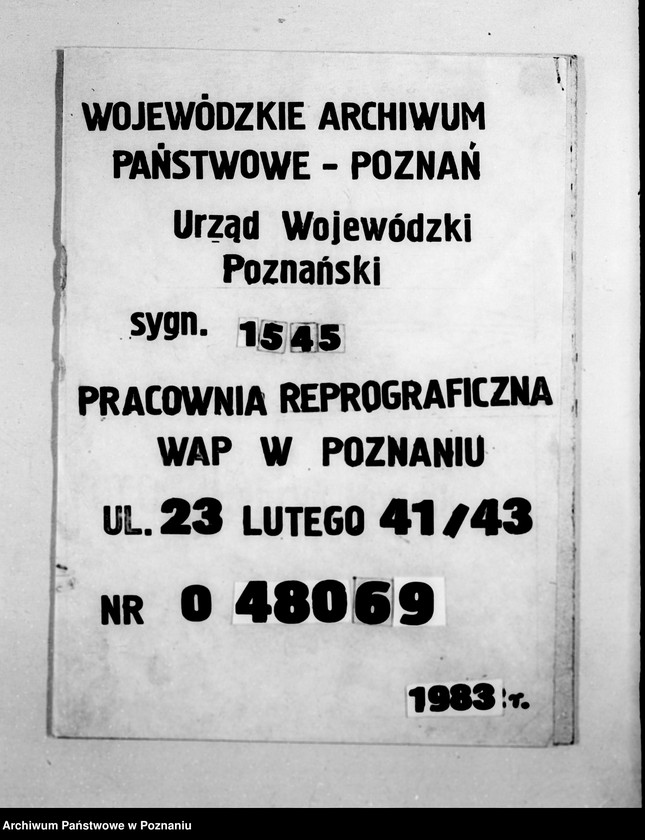 WOJEWÓDZKIE ARCHIWUM
PAŃSTWOWE - POZNAŃ
Urząd Wojewódzki
Poznański
sygn. 1545
PRACOWNIA REPROGRAFICZNA
WAP W POZNANIU
UL. 23 LUTEGO 41/43
NR O 48069
1983 r.
Archiwum Państwowe w Poznaniu